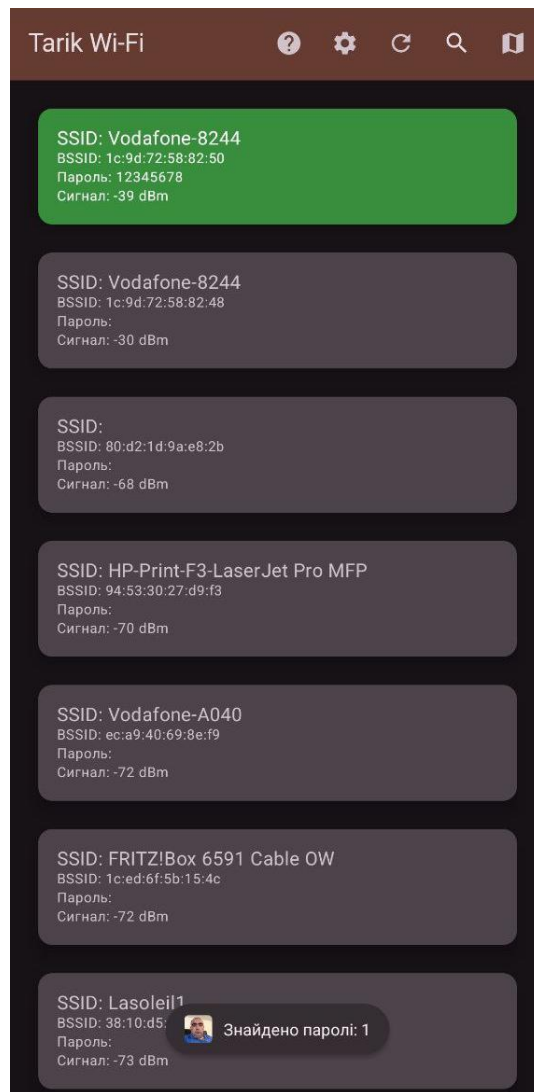 Tarik Wi-Fi
SSID: Vodafone-8244
BSSID: 1c:9d:72:58:82:50
Пароль: 12345678
Сигнал: -39 dBm
SSID: Vodafone-8244
BSSID: 1c:9d:72:58:82:48
Пароль:
Сигнал: -30 dBm
SSID:
BSSID: 80:d2:1d:9a:e8:2b
Пароль:
Сигнал: -68 dBm
SSID: HP-Print-F3-LaserJet Pro MFP
BSSID: 94:53:30:27:d9:f3
Пароль:
Сигнал: -70 dBm
SSID: Vodafone-A040
BSSID: ec:a9:40:69:8e:f9
Пароль:
Сигнал: -72 dBm
SSID: FRITZ!Box 6591 Cable OW
BSSID: 1c:ed:6f:5b:15:4c
Пароль:
Сигнал: -72 dBm
SSID: Lasoleil1
BSSID: 38:10:d5:
Знайдено паролі: 1
Пароль:
Сигнал: -73 dBm